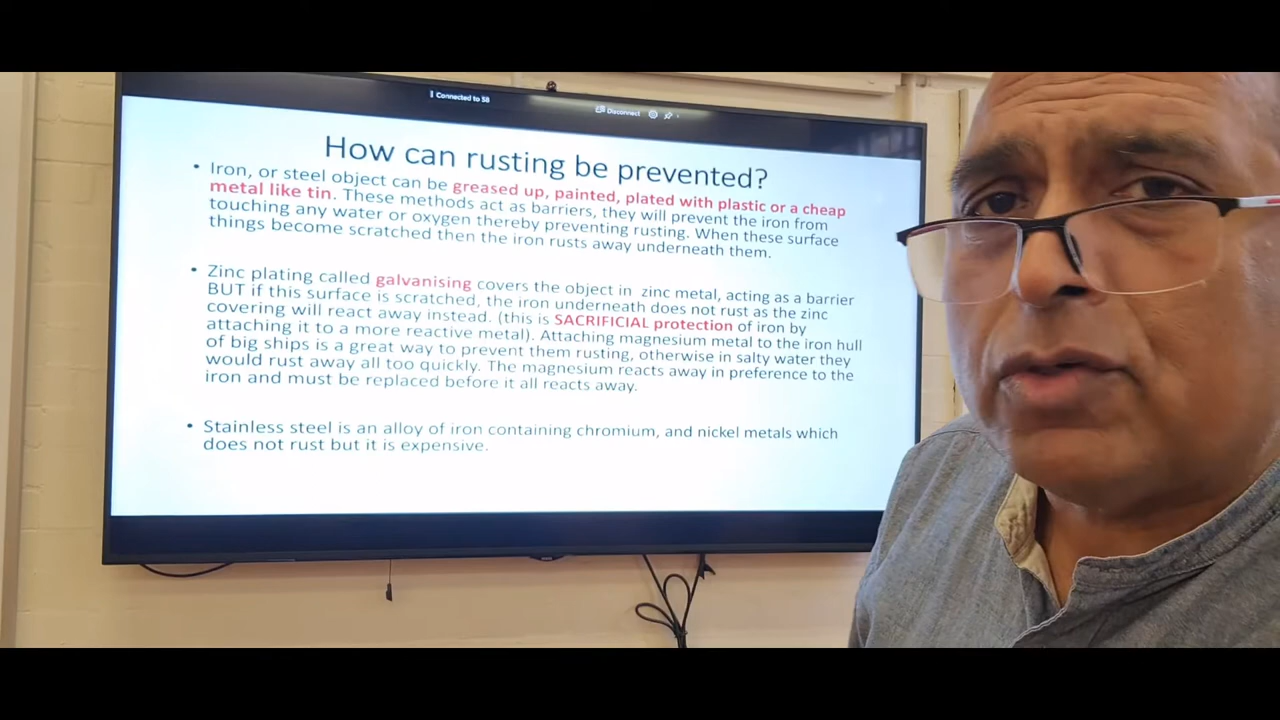 Connected to 58
Disconnect
How can rusting be prevented?
• Iron, or steel object can be greased up, painted, plated with plastic or a cheap
metal like tin. These methods act as barriers, they will prevent the iron from
touching any water or oxygen thereby preventing rusting. When these surface
things become scratched then the iron rusts away underneath them.
• Zinc plating called galvanising covers the object in zinc metal, acting as a barrier
BUT if this surface is scratched, the iron underneath does not rust as the zinc
covering will react away instead. (this is SACRIFICIAL protection of iron by
attaching it to a more reactive metal). Attaching magnesium metal to the iron hull
of big ships is a great way to prevent them rusting, otherwise in salty water they
would rust away all too quickly. The magnesium reacts away in preference to the
iron and must be replaced before it all reacts away.
• Stainless steel is an alloy of iron containing chromium, and nickel metals which
does not rust but it is expensive.